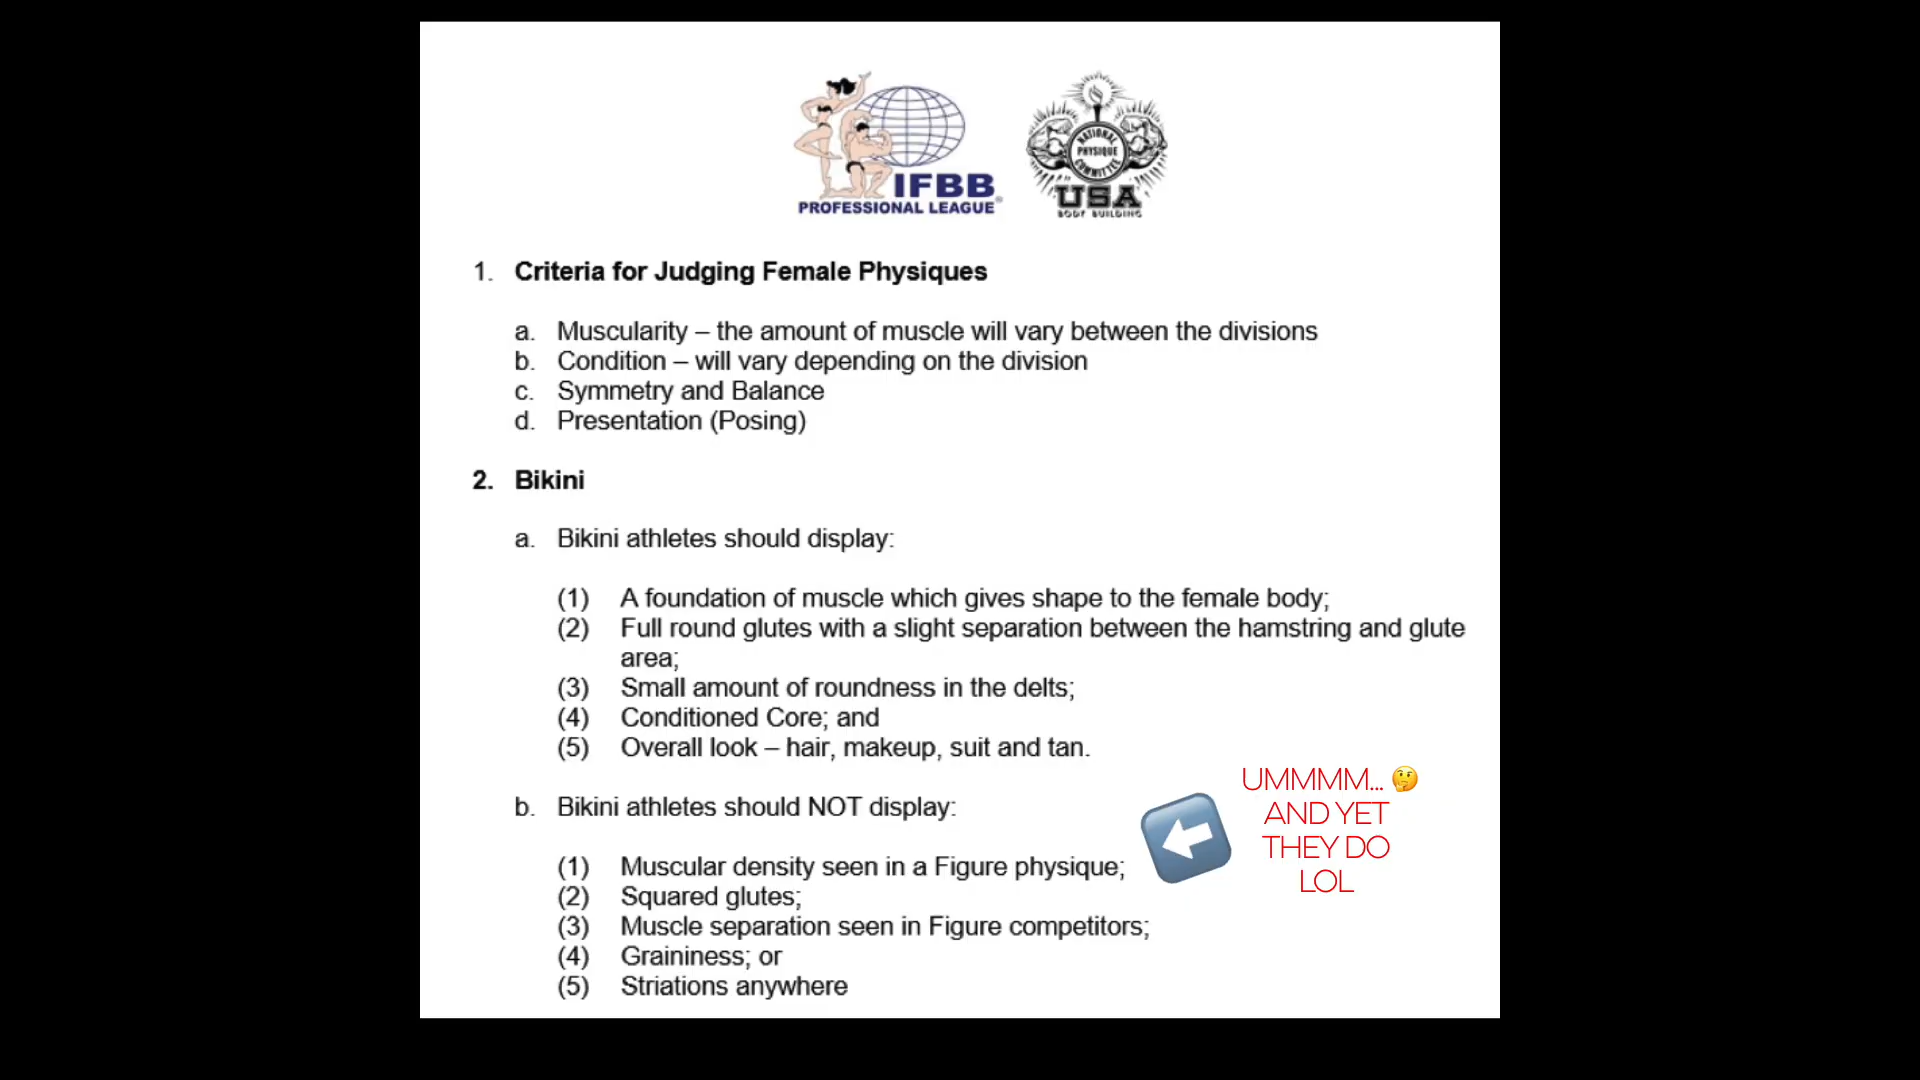 IFBB
PROFESSIONAL LEAGUE®
NATIONAL
PHYSIQUE
COMMITTEE
USA
BODY BUILDING
1. Criteria for Judging Female Physiques
a. Muscularity – the amount of muscle will vary between the divisions
b. Condition – will vary depending on the division
c. Symmetry and Balance
d. Presentation (Posing)
2. Bikini
a. Bikini athletes should display:
(1) A foundation of muscle which gives shape to the female body;
(2) Full round glutes with a slight separation between the hamstring and glute
area;
(3) Small amount of roundness in the delts;
(4) Conditioned Core; and
(5) Overall look – hair, makeup, suit and tan.
b. Bikini athletes should NOT display:
(1) Muscular density seen in a Figure physique;
(2) Squared glutes;
(3) Muscle separation seen in Figure competitors;
(4) Graininess; or
(5) Striations anywhere
UMMMM... 🤔
AND YET
THEY DO
LOL